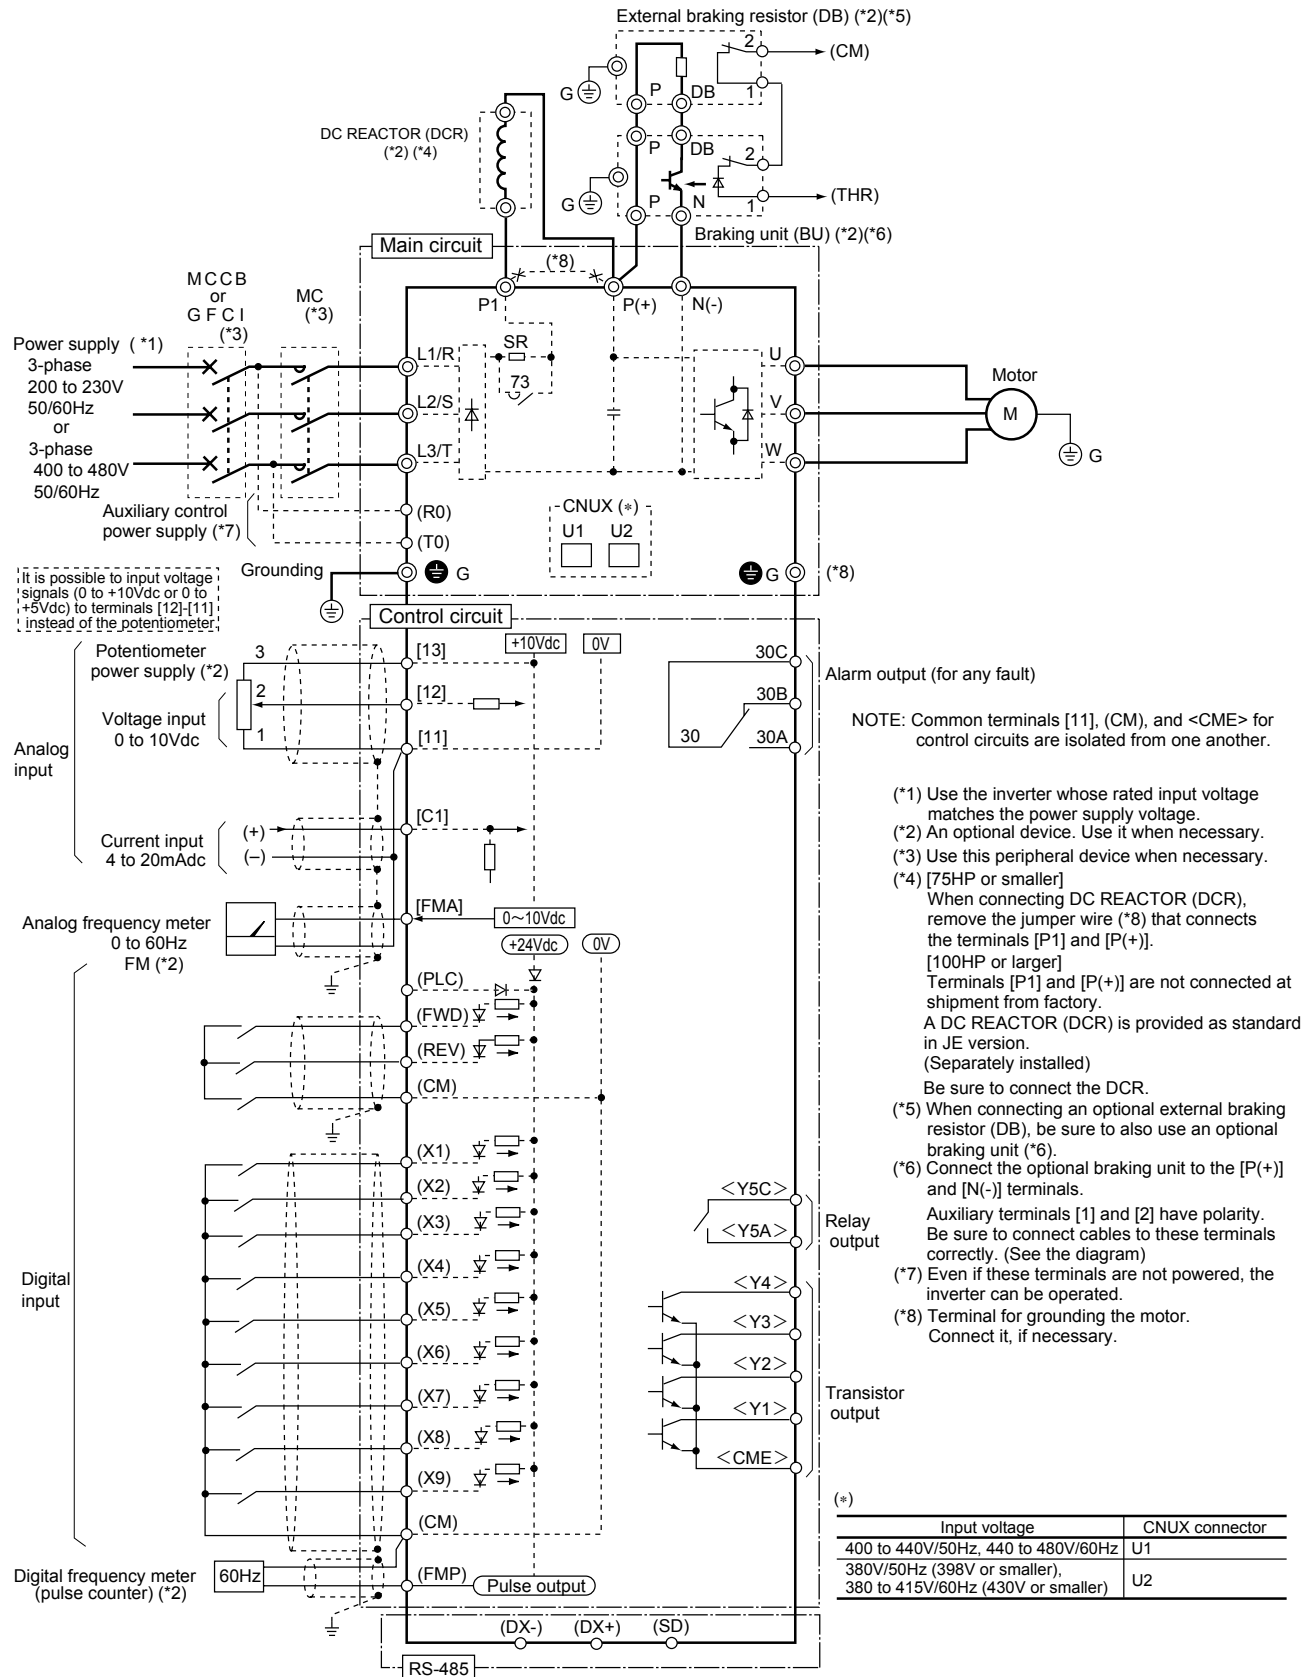 External braking resistor (DB) (*2)(*5)
2
(CM)
G
P
DB
1
DC REACTOR (DCR)
(*2) (*4)
P
DB
2
G
P
N
1
(THR)
Braking unit (BU) (*2)(*6)
Main circuit
(*8)
P1
P(+)
N(-)
MCCB
or
GFCI
(*3)
MC
(*3)
Power supply (*1)
3-phase
200 to 230V
50/60Hz
or
3-phase
400 to 480V
50/60Hz
L1/R
L2/S
L3/T
SR
73
U
V
W
Motor
M
G
Auxiliary control
power supply (*7)
(R0)
(T0)
CNUX (*)
U1 U2
Grounding
G
G
(*8)
It is possible to input voltage
signals (0 to +10Vdc or 0 to
+5Vdc) to terminals [12]-[11]
instead of the potentiometer.
Control circuit
Potentiometer
power supply (*2)
3
2
1
Voltage input
0 to 10Vdc
Analog
input
[13]
[12]
[11]
+10Vdc
0V
Current input
4 to 20mAdc
(+)
(–)
[C1]
Analog frequency meter
0 to 60Hz
FM (*2)
[FMA]
0～10Vdc
+24Vdc
0V
(PLC)
(FWD)
(REV)
(CM)
Digital
input
(X1)
(X2)
(X3)
(X4)
(X5)
(X6)
(X7)
(X8)
(X9)
(CM)
Digital frequency meter
(pulse counter) (*2)
60Hz
(FMP)
Pulse output
(DX-)
(DX+)
(SD)
RS-485
30C
30B
30
30A
Alarm output (for any fault)
<Y5C>
<Y5A>
Relay
output
<Y4>
<Y3>
<Y2>
<Y1>
<CME>
Transistor
output
NOTE: Common terminals [11], (CM), and <CME> for
control circuits are isolated from one another.
(*1) Use the inverter whose rated input voltage
matches the power supply voltage.
(*2) An optional device. Use it when necessary.
(*3) Use this peripheral device when necessary.
(*4) [75HP or smaller]
When connecting DC REACTOR (DCR),
remove the jumper wire (*8) that connects
the terminals [P1] and [P(+)].
[100HP or larger]
Terminals [P1] and [P(+)] are not connected at
shipment from factory.
A DC REACTOR (DCR) is provided as standard
in JE version.
(Separately installed)
Be sure to connect the DCR.
(*5) When connecting an optional external braking
resistor (DB), be sure to also use an optional
braking unit (*6).
(*6) Connect the optional braking unit to the [P(+)]
and [N(-)] terminals.
Auxiliary terminals [1] and [2] have polarity.
Be sure to connect cables to these terminals
correctly. (See the diagram)
(*7) Even if these terminals are not powered, the
inverter can be operated.
(*8) Terminal for grounding the motor.
Connect it, if necessary.
(*)
Input voltage CNUX connector
400 to 440V/50Hz, 440 to 480V/60Hz U1
380V/50Hz (398V or smaller),
380 to 415V/60Hz (430V or smaller) U2